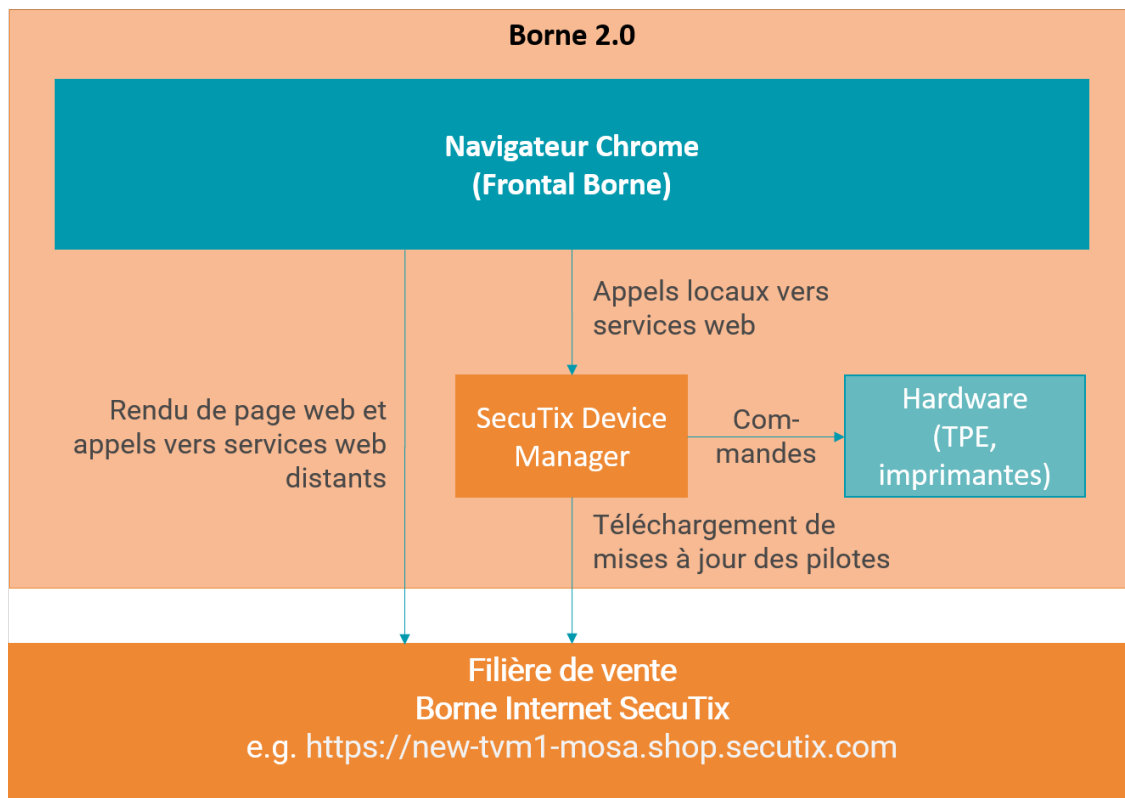 Borne 2.0
Navigateur Chrome
(Frontal Borne)
Appels locaux vers
services web
Rendu de page web et
appels vers services web
distants
SecuTix Device
Manager
Com-
mandes
Hardware
(TPE,
imprimantes)
Téléchargement de
mises à jour des pilotes
Filière de vente
Borne Internet SecuTix
e.g. https://new-tvm1-mosa.shop.secutix.com